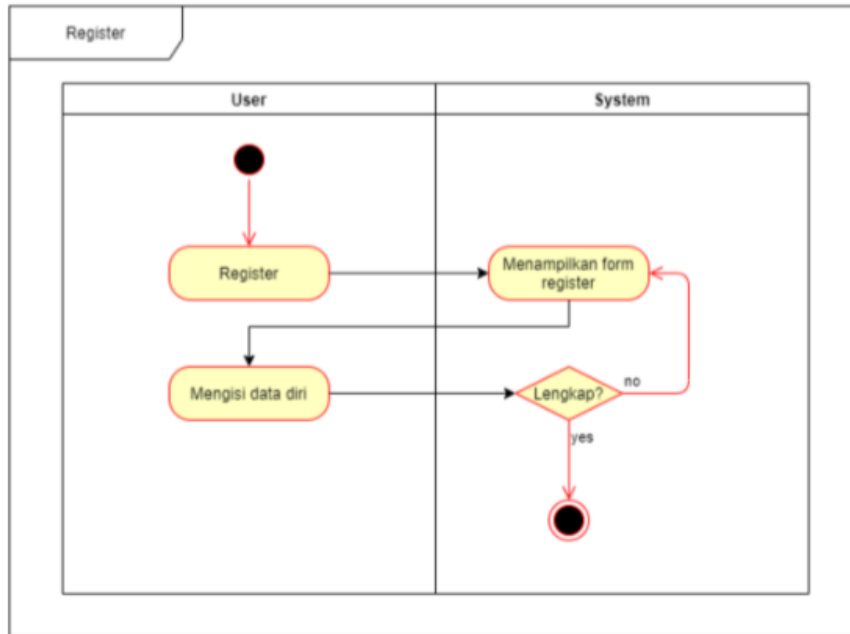 Register
User
System
Register
Menampilkan form
register
Mengisi data diri
Lengkap?
no
yes